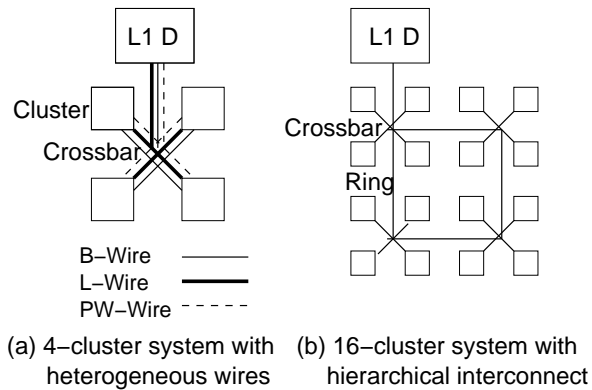 L1 D
Cluster
Crossbar
B−Wire
L−Wire
PW−Wire
(a) 4−cluster system with
heterogeneous wires
L1 D
Crossbar
Ring
(b) 16−cluster system with
hierarchical interconnect